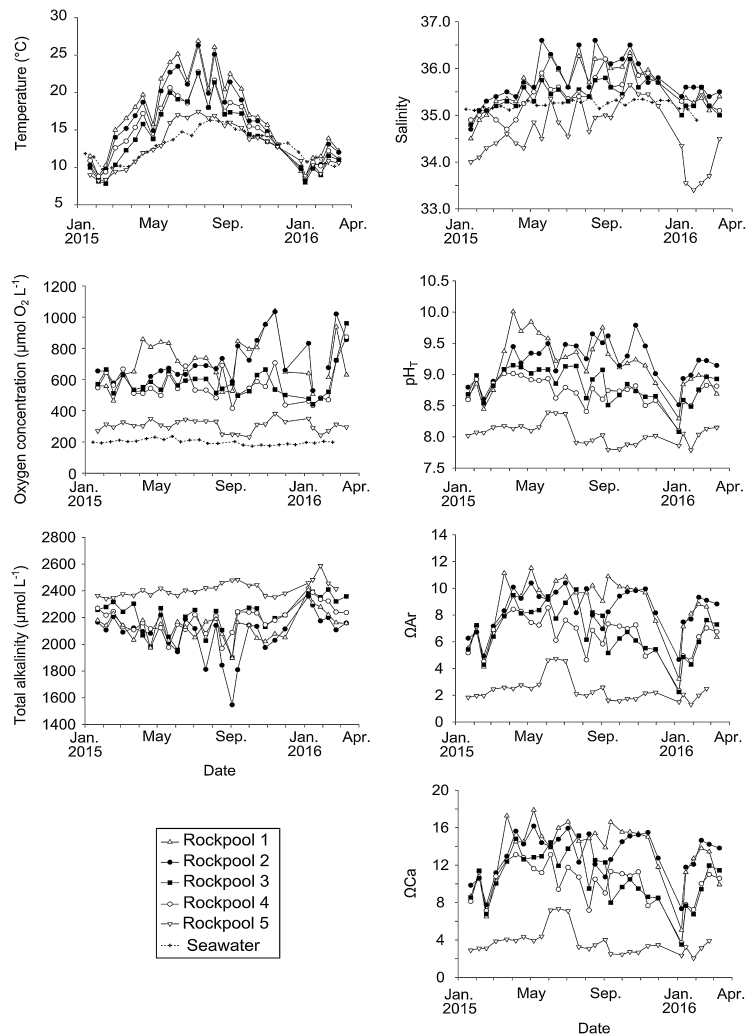 Temperature (°C)
30
25
20
15
10
5
Jan.
2015
May
Sep.
Jan.
2016
Apr.
Salinity
37.0
36.0
35.0
34.0
33.0
Jan.
2015
May
Sep.
Jan.
2016
Apr.
Oxygen concentration (µmol O2 L-1)
1200
1000
800
600
400
200
0
Jan.
2015
May
Sep.
Jan.
2016
Apr.
pHT
10.5
10.0
9.5
9.0
8.5
8.0
7.5
Jan.
2015
May
Sep.
Jan.
2016
Apr.
Total alkalinity (µmol L-1)
2800
2600
2400
2200
2000
1800
1600
1400
Jan.
2015
May
Sep.
Jan.
2016
Apr.
Date
ΩAr
14
12
10
8
6
4
2
0
Jan.
2015
May
Sep.
Jan.
2016
Apr.
Rockpool 1
Rockpool 2
Rockpool 3
Rockpool 4
Rockpool 5
Seawater
ΩCa
20
16
12
8
4
0
Jan.
2015
May
Sep.
Jan.
2016
Apr.
Date